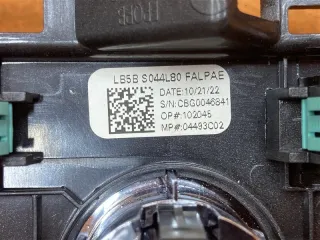 LB5B S044L80 FALPAE
DATE: 10/21/22
S/N: CBG0046841
OP#: 102045
MP#: 04493C02